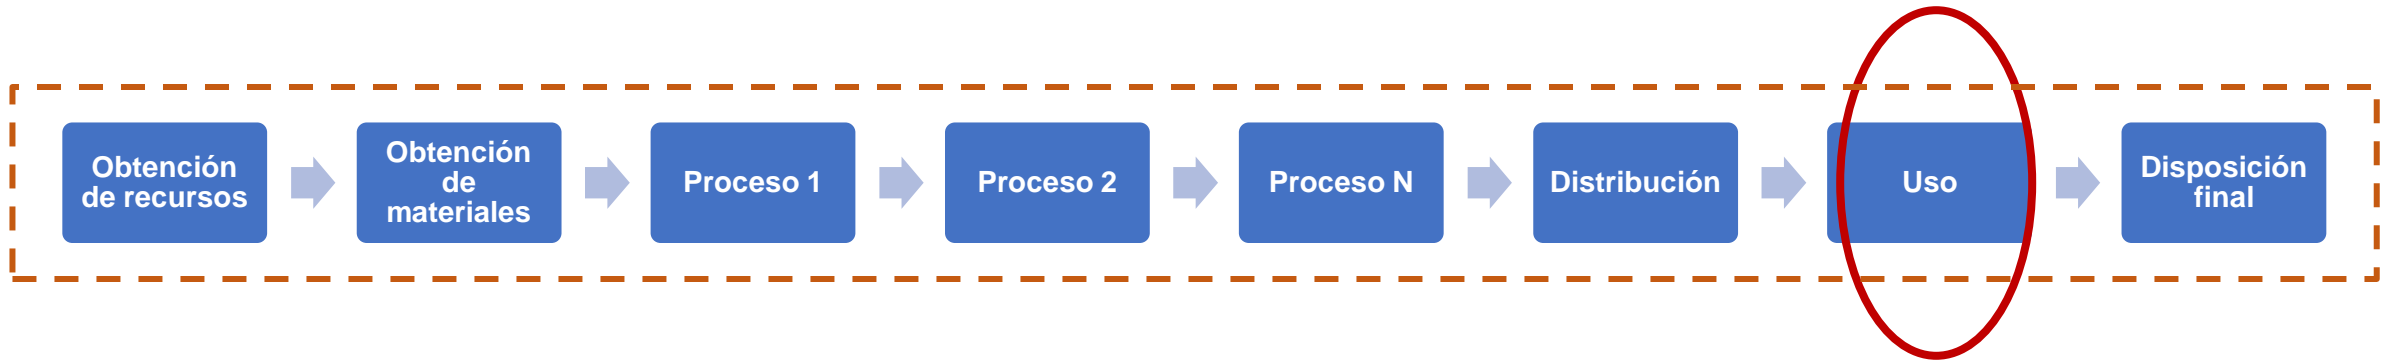 Obtención
de recursos
Obtención
de
materiales
Proceso 1
Proceso 2
Proceso N
Distribución
Uso
Disposición
final